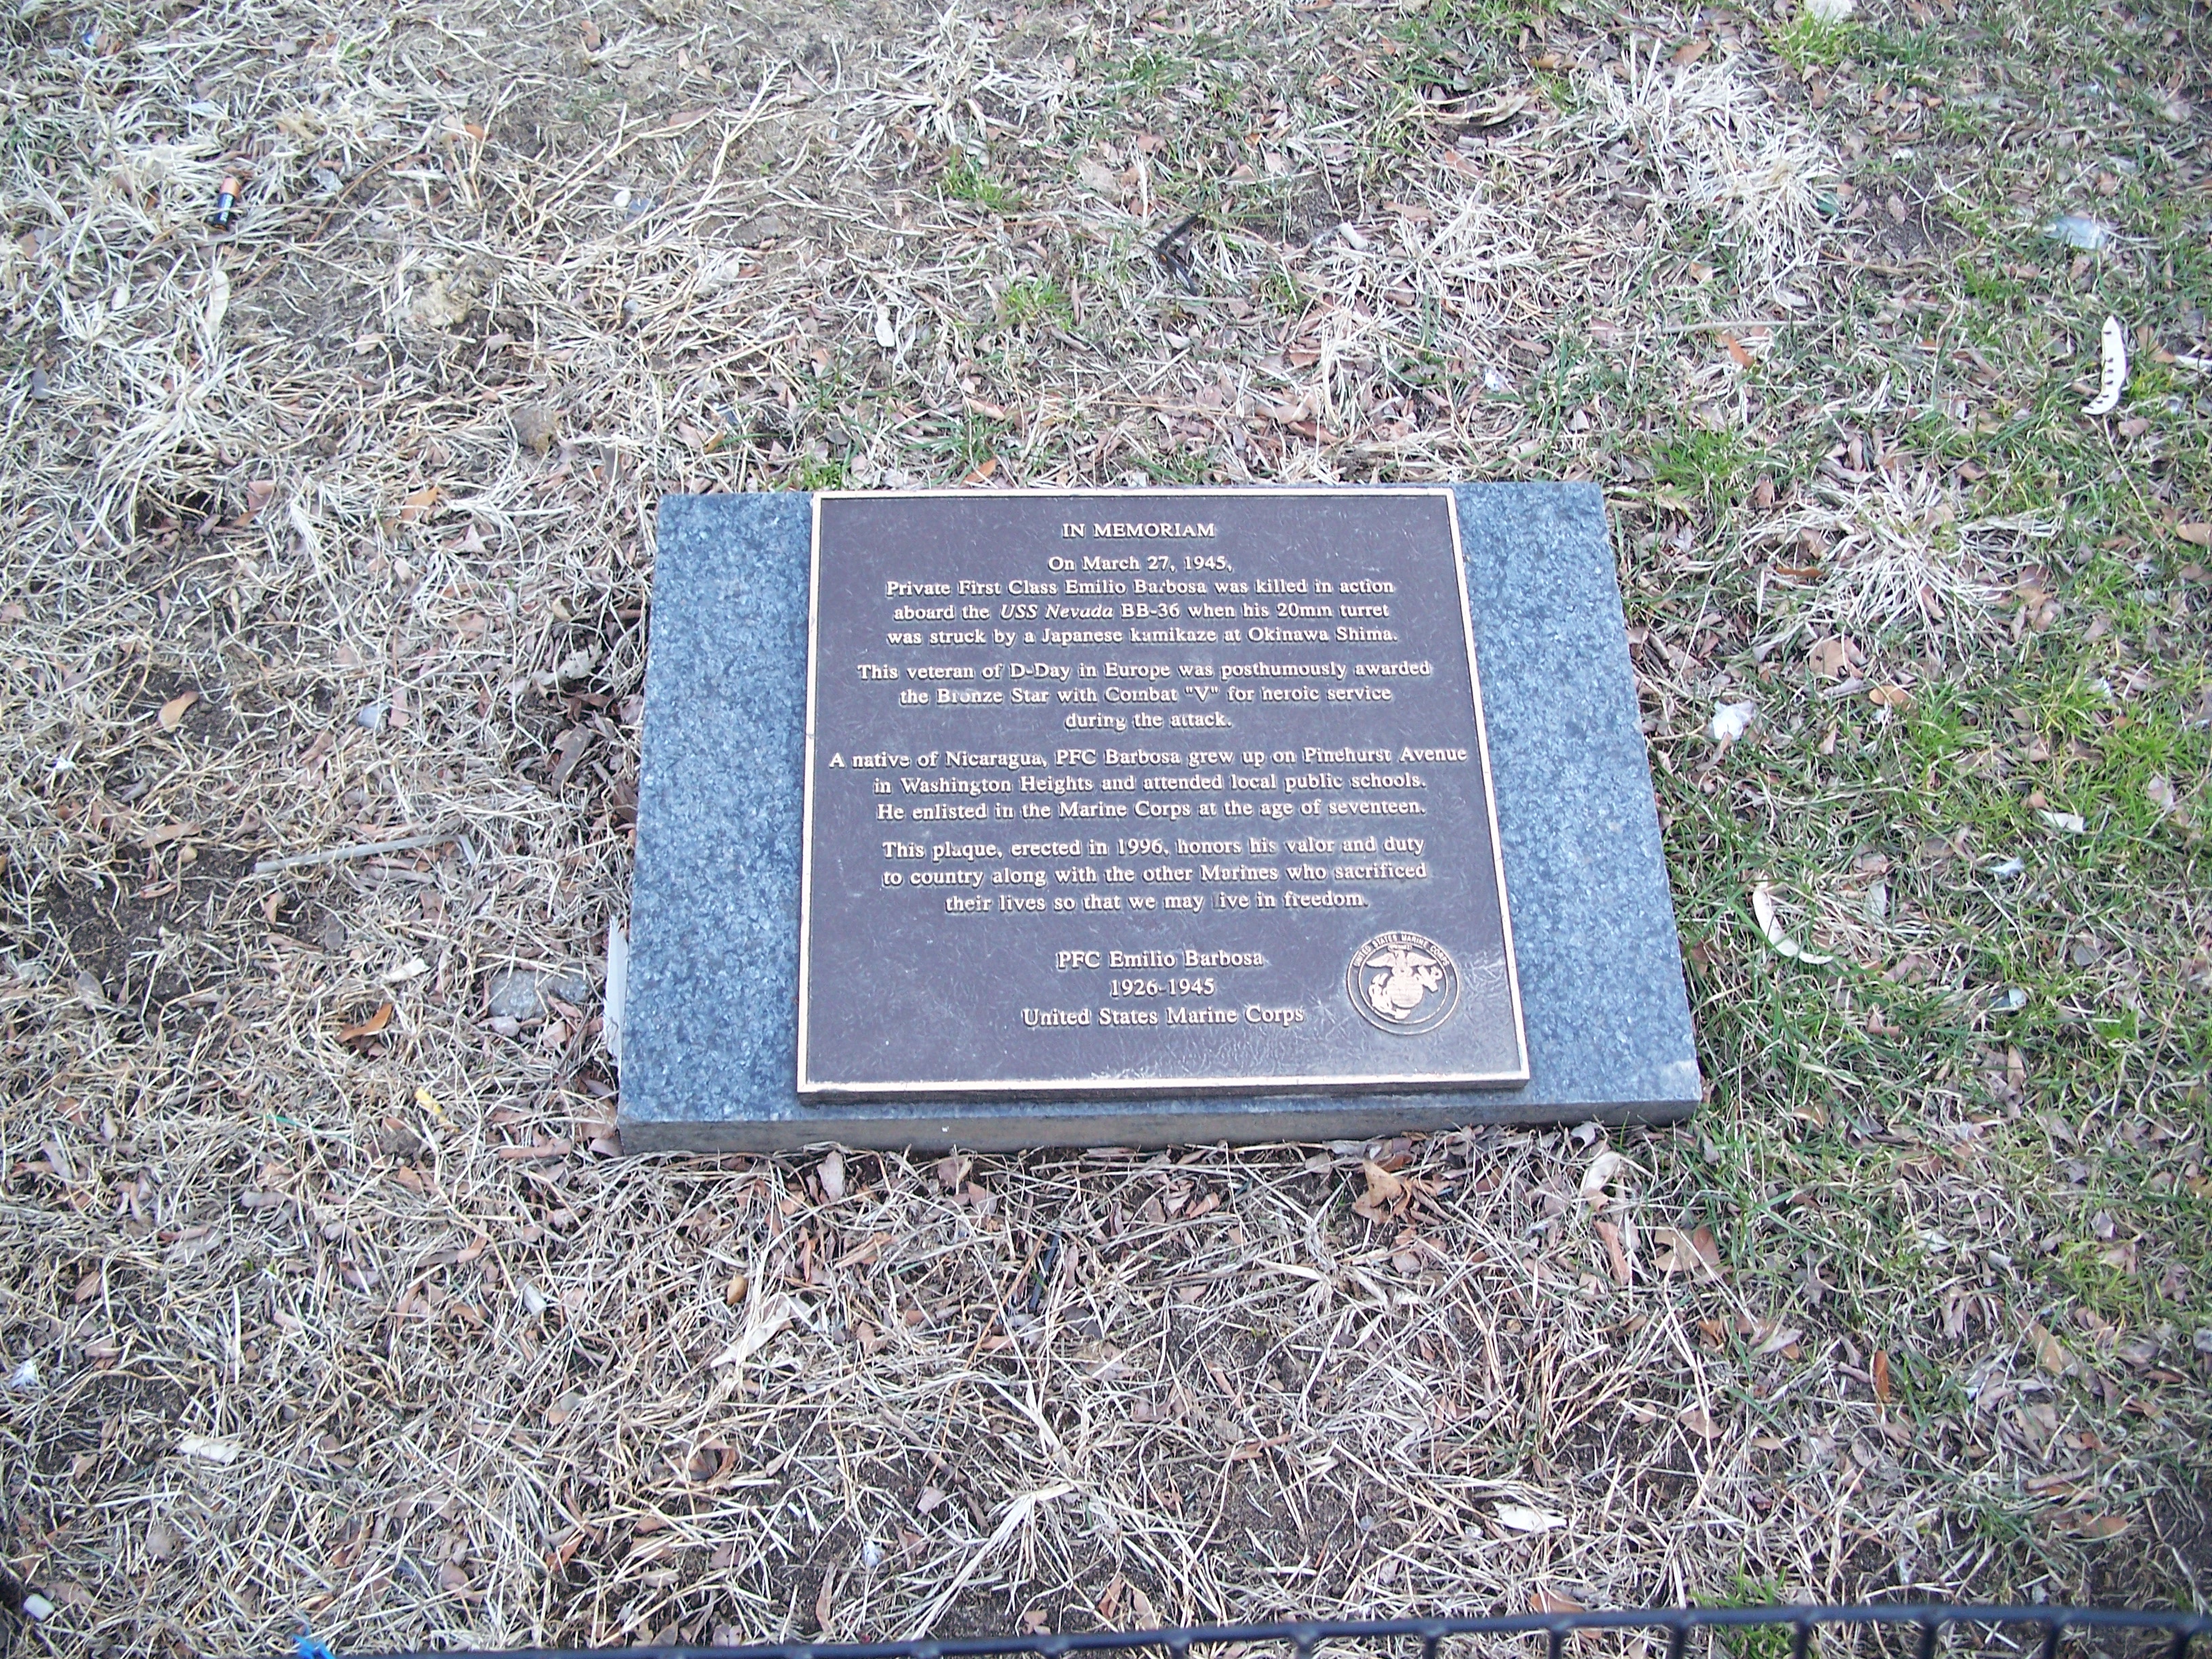 IN MEMORIAM
On March 27, 1945,
Private First Class Emilio Barbosa was killed in action
aboard the USS Nevada BB-36 when his 20mm turret
was struck by a Japanese kamikaze at Okinawa Shima.
This veteran of D-Day in Europe was posthumously awarded
the Bronze Star with Combat "V" for heroic service
during the attack.
A native of Nicaragua, PFC Barbosa grew up on Pinehurst Avenue
in Washington Heights and attended local public schools.
He enlisted in the Marine Corps at the age of seventeen.
This plaque, erected in 1996, honors his valor and duty
to country along with the other Marines who sacrificed
their lives so that we may live in freedom.
PFC Emilio Barbosa
1926-1945
United States Marine Corps
UNITED STATES MARINE CORPS